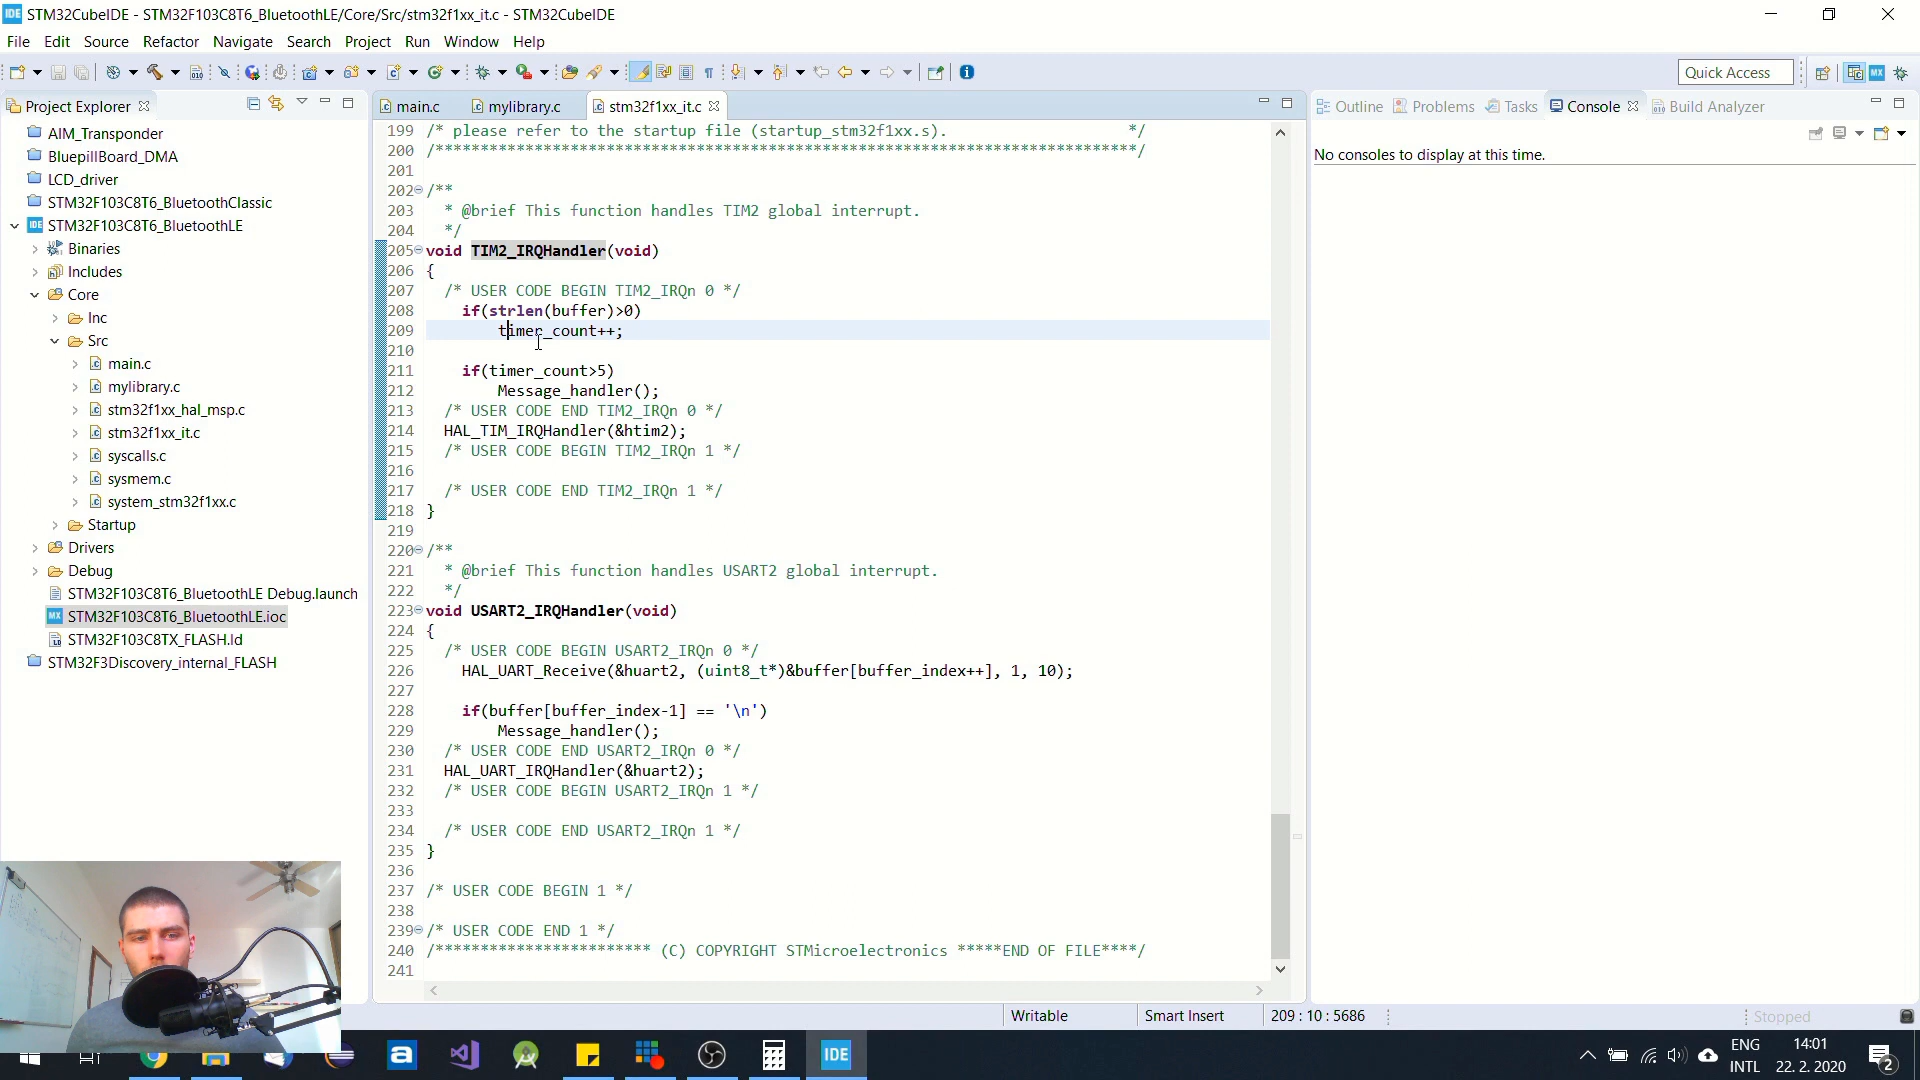 IDE STM32CubeIDE - STM32F103C8T6_BluetoothLE/Core/Src/stm32f1xx_it.c - STM32CubeIDE
File Edit Source Refactor Navigate Search Project Run Window Help
Quick Access
Project Explorer
AIM_Transponder
BluepillBoard_DMA
LCD_driver
STM32F103C8T6_BluetoothClassic
IDE STM32F103C8T6_BluetoothLE
Binaries
Includes
Core
Inc
Src
main.c
mylibrary.c
stm32f1xx_hal_msp.c
stm32f1xx_it.c
syscalls.c
sysmem.c
system_stm32f1xx.c
Startup
Drivers
Debug
STM32F103C8T6_BluetoothLE Debug.launch
MX STM32F103C8T6_BluetoothLE.ioc
STM32F103C8TX_FLASH.ld
STM32F3Discovery_internal_FLASH
main.c mylibrary.c stm32f1xx_it.c
199 /* please refer to the startup file (startup_stm32f1xx.s). */
200 /******************************************************************************/
201
202 /**
203 * @brief This function handles TIM2 global interrupt.
204 */
205 void TIM2_IRQHandler(void)
206 {
207 /* USER CODE BEGIN TIM2_IRQn 0 */
208 if(strlen(buffer)>0)
209 timer_count++;
210
211 if(timer_count>5)
212 Message_handler();
213 /* USER CODE END TIM2_IRQn 0 */
214 HAL_TIM_IRQHandler(&htim2);
215 /* USER CODE BEGIN TIM2_IRQn 1 */
216
217 /* USER CODE END TIM2_IRQn 1 */
218 }
219
220 /**
221 * @brief This function handles USART2 global interrupt.
222 */
223 void USART2_IRQHandler(void)
224 {
225 /* USER CODE BEGIN USART2_IRQn 0 */
226 HAL_UART_Receive(&huart2, (uint8_t*)&buffer[buffer_index++], 1, 10);
227
228 if(buffer[buffer_index-1] == '\n')
229 Message_handler();
230 /* USER CODE END USART2_IRQn 0 */
231 HAL_UART_IRQHandler(&huart2);
232 /* USER CODE BEGIN USART2_IRQn 1 */
233
234 /* USER CODE END USART2_IRQn 1 */
235 }
236
237 /* USER CODE BEGIN 1 */
238
239 /* USER CODE END 1 */
240 /************************ (C) COPYRIGHT STMicroelectronics *****END OF FILE****/
241
Outline Problems Tasks Console Build Analyzer
No consoles to display at this time.
Writable Smart Insert 209 : 10 : 5686 Stopped
IDE
ENG
INTL
14:01
22. 2. 2020
2